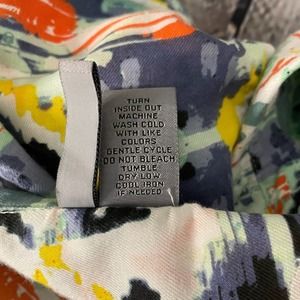 TURN
INSIDE OUT
MACHINE
WASH COLD
WITH LIKE
COLORS
GENTLE CYCLE
DO NOT BLEACH
TUMBLE
DRY LOW
COOL IRON
IF NEEDED